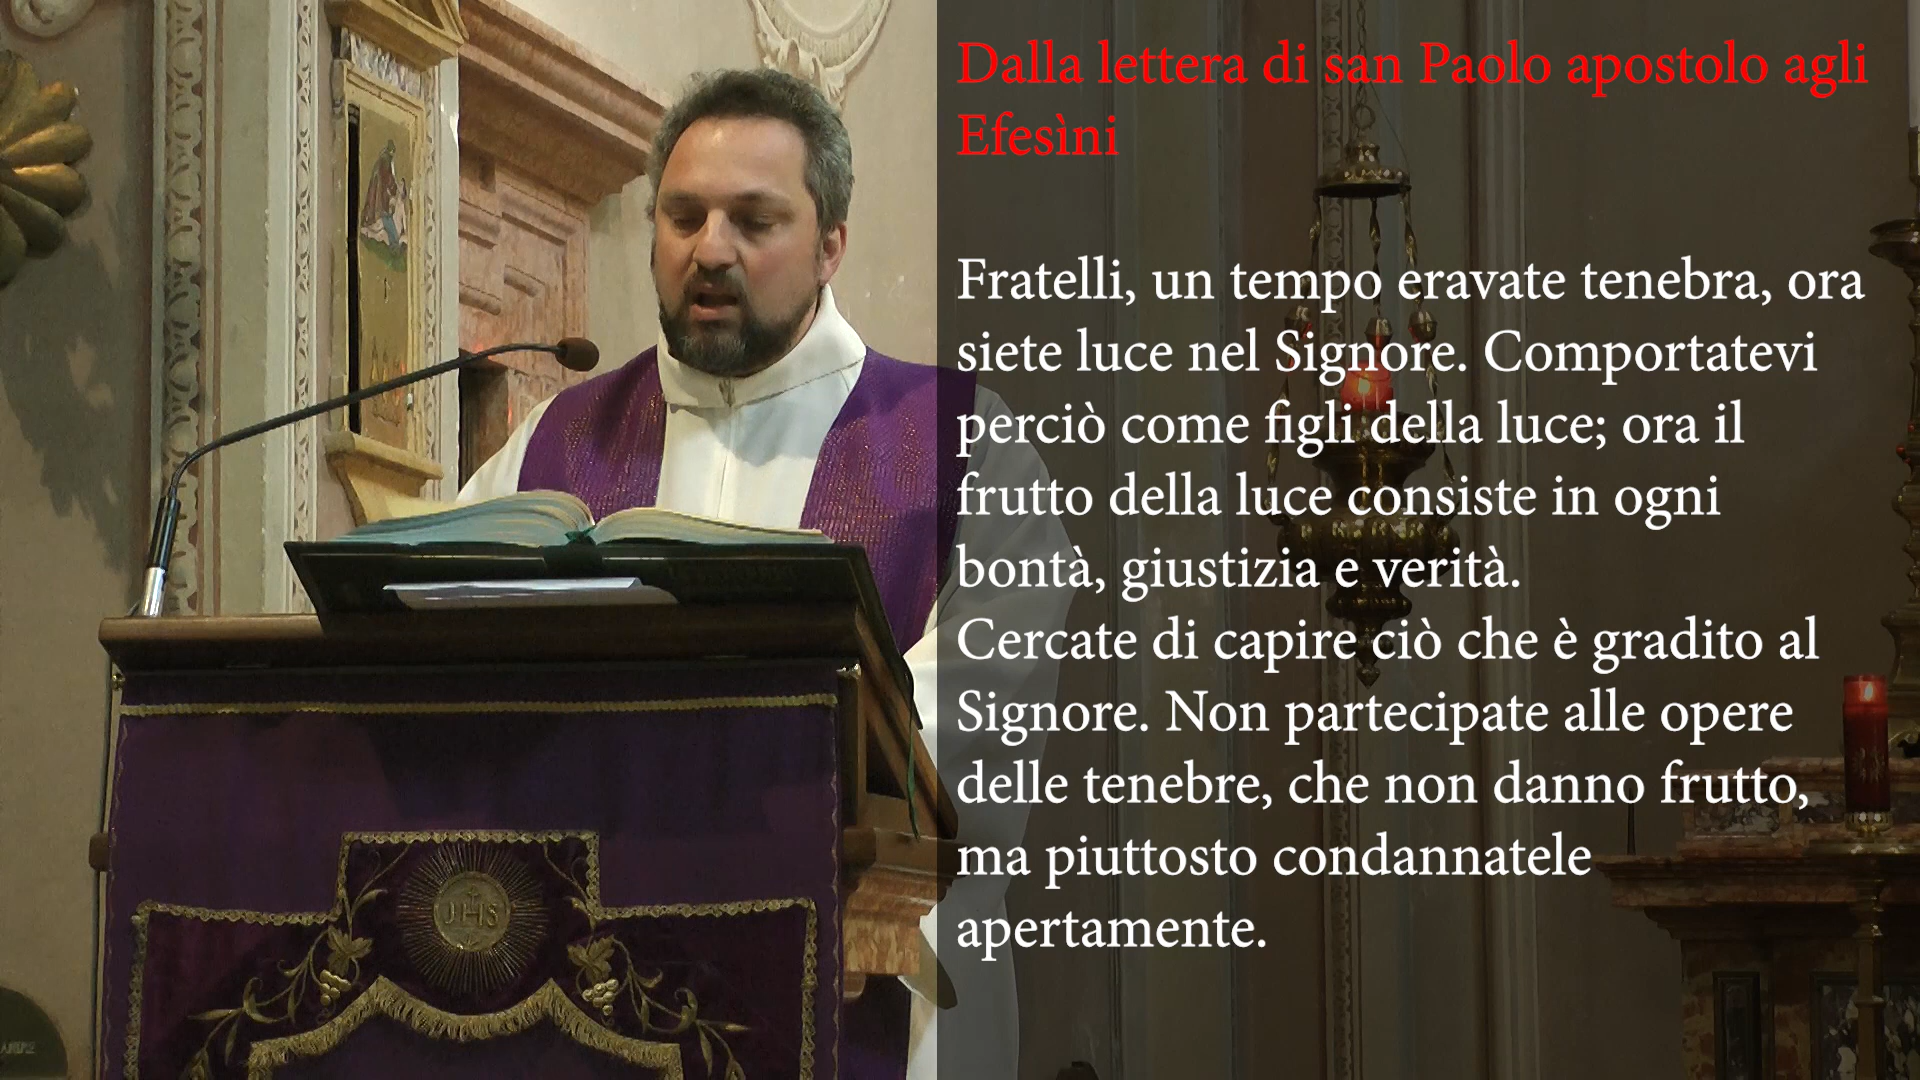 Dalla lettera di san Paolo apostolo agli
Efesìni
Fratelli, un tempo eravate tenebra, ora
siete luce nel Signore. Comportatevi
perciò come figli della luce; ora il
frutto della luce consiste in ogni
bontà, giustizia e verità.
Cercate di capire ciò che è gradito al
Signore. Non partecipate alle opere
delle tenebre, che non danno frutto,
ma piuttosto condannatele
apertamente.
JHS